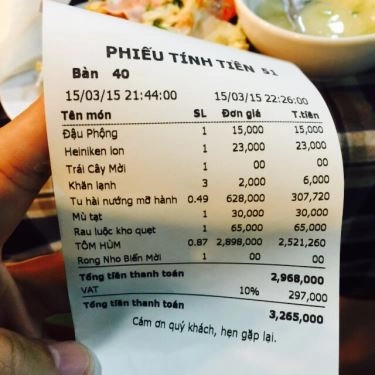 PHIẾU TÍNH TIỀN 51
Bàn 40
15/03/15 21:44:00 15/03/15 22:26:00
Tên món SL Đơn giá T.tiền
Đậu Phộng 1 15,000 15,000
Heiniken lon 1 23,000 23,000
Trái Cây Mời 1 00 00
Khăn lạnh 3 2,000 6,000
Tu hài nướng mỡ hành 0.49 628,000 307,720
Mù tạt 1 30,000 30,000
Rau luộc kho quẹt 1 65,000 65,000
TÔM HÙM 0.87 2,898,000 2,521,260
Rong Nho Biển Mời 1 00 00
Tổng tiền thanh toán 2,968,000
VAT 10% 297,000
Tổng tiền thanh toán 3,265,000
Cám ơn quý khách, hẹn gặp lại.